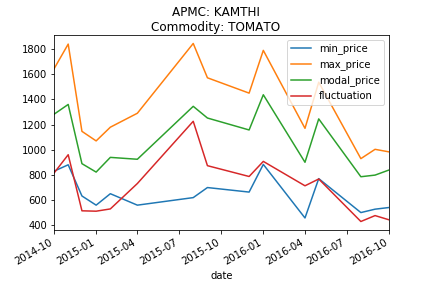 APMC: KAMTHI
Commodity: TOMATO
1800
1600
1400
1200
1000
800
600
400
min_price
max_price
modal_price
fluctuation
2014-10
2015-01
2015-04
2015-07
2015-10
2016-01
2016-04
2016-07
2016-10
date